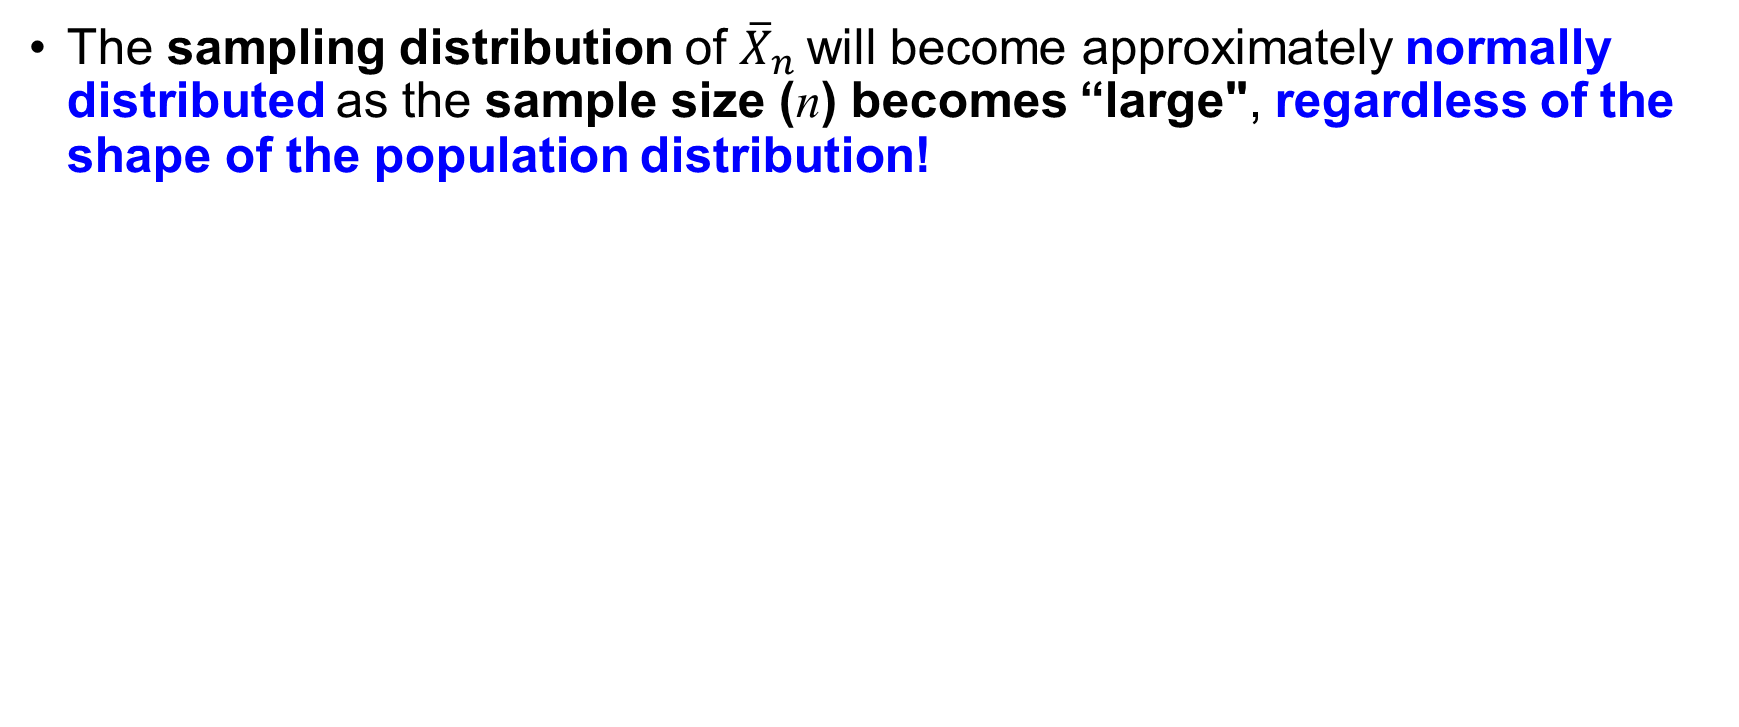 • The sampling distribution of X̄ₙ will become approximately normally
distributed as the sample size (n) becomes “large", regardless of the
shape of the population distribution!